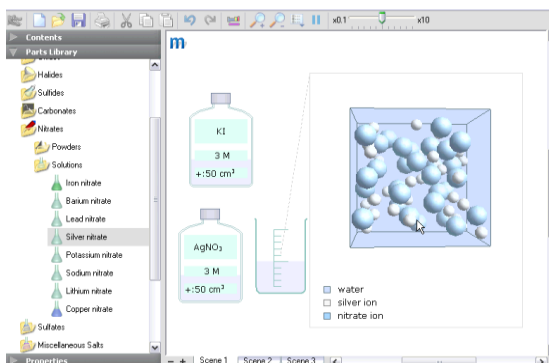 x0.1 x10
Contents
Parts Library
Halides
Sulfides
Carbonates
Nitrates
Powders
Solutions
Iron nitrate
Barium nitrate
Lead nitrate
Silver nitrate
Potassium nitrate
Sodium nitrate
Lithium nitrate
Copper nitrate
Sulfates
Miscellaneous Salts
Properties
m
KI
3 M
+:50 cm³
AgNO₃
3 M
+:50 cm³
water
silver ion
nitrate ion
Scene 1 Scene 2 Scene 3